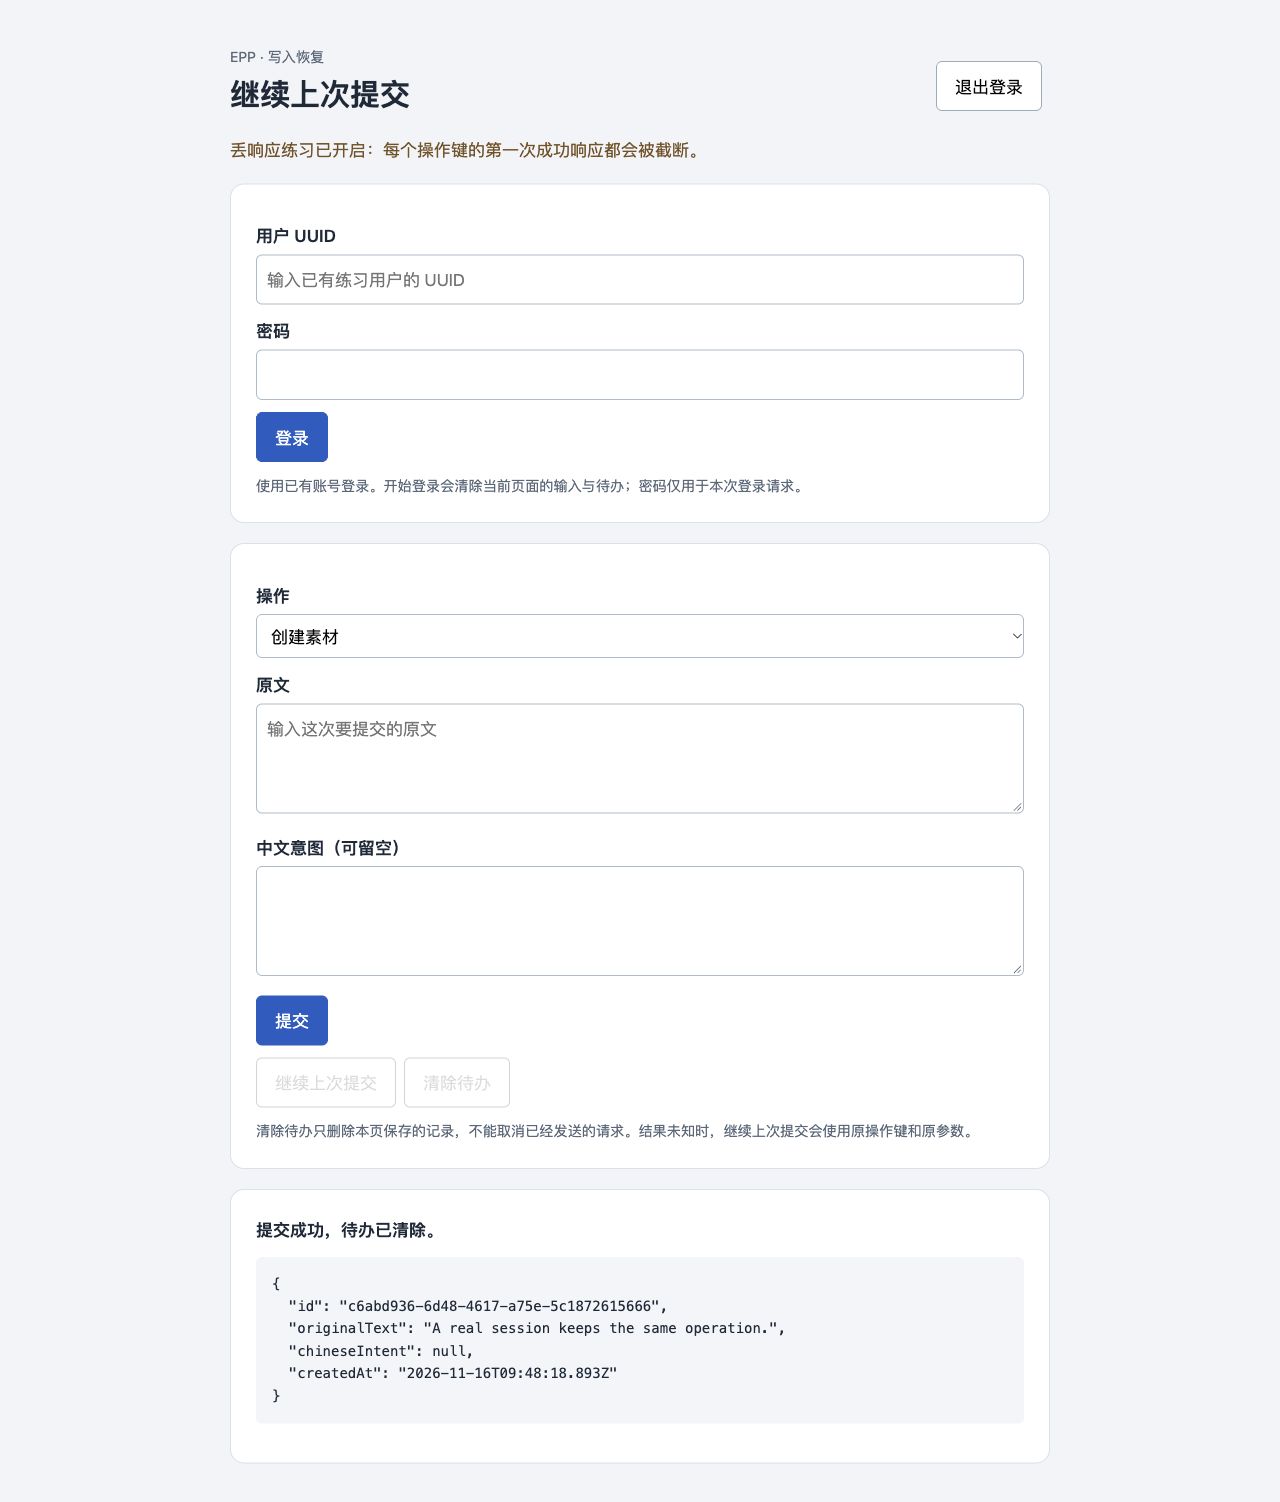 EPP · 写入恢复
继续上次提交
退出登录
丢响应练习已开启：每个操作键的第一次成功响应都会被截断。
用户 UUID
输入已有练习用户的 UUID
密码
登录
使用已有账号登录。开始登录会清除当前页面的输入与待办；密码仅用于本次登录请求。
操作
创建素材
原文
输入这次要提交的原文
中文意图（可留空）
提交
继续上次提交
清除待办
清除待办只删除本页保存的记录，不能取消已经发送的请求。结果未知时，继续上次提交会使用原操作键和原参数。
提交成功，待办已清除。
{
  "id": "c6abd936-6d48-4617-a75e-5c1872615666",
  "originalText": "A real session keeps the same operation.",
  "chineseIntent": null,
  "createdAt": "2026-11-16T09:48:18.893Z"
}